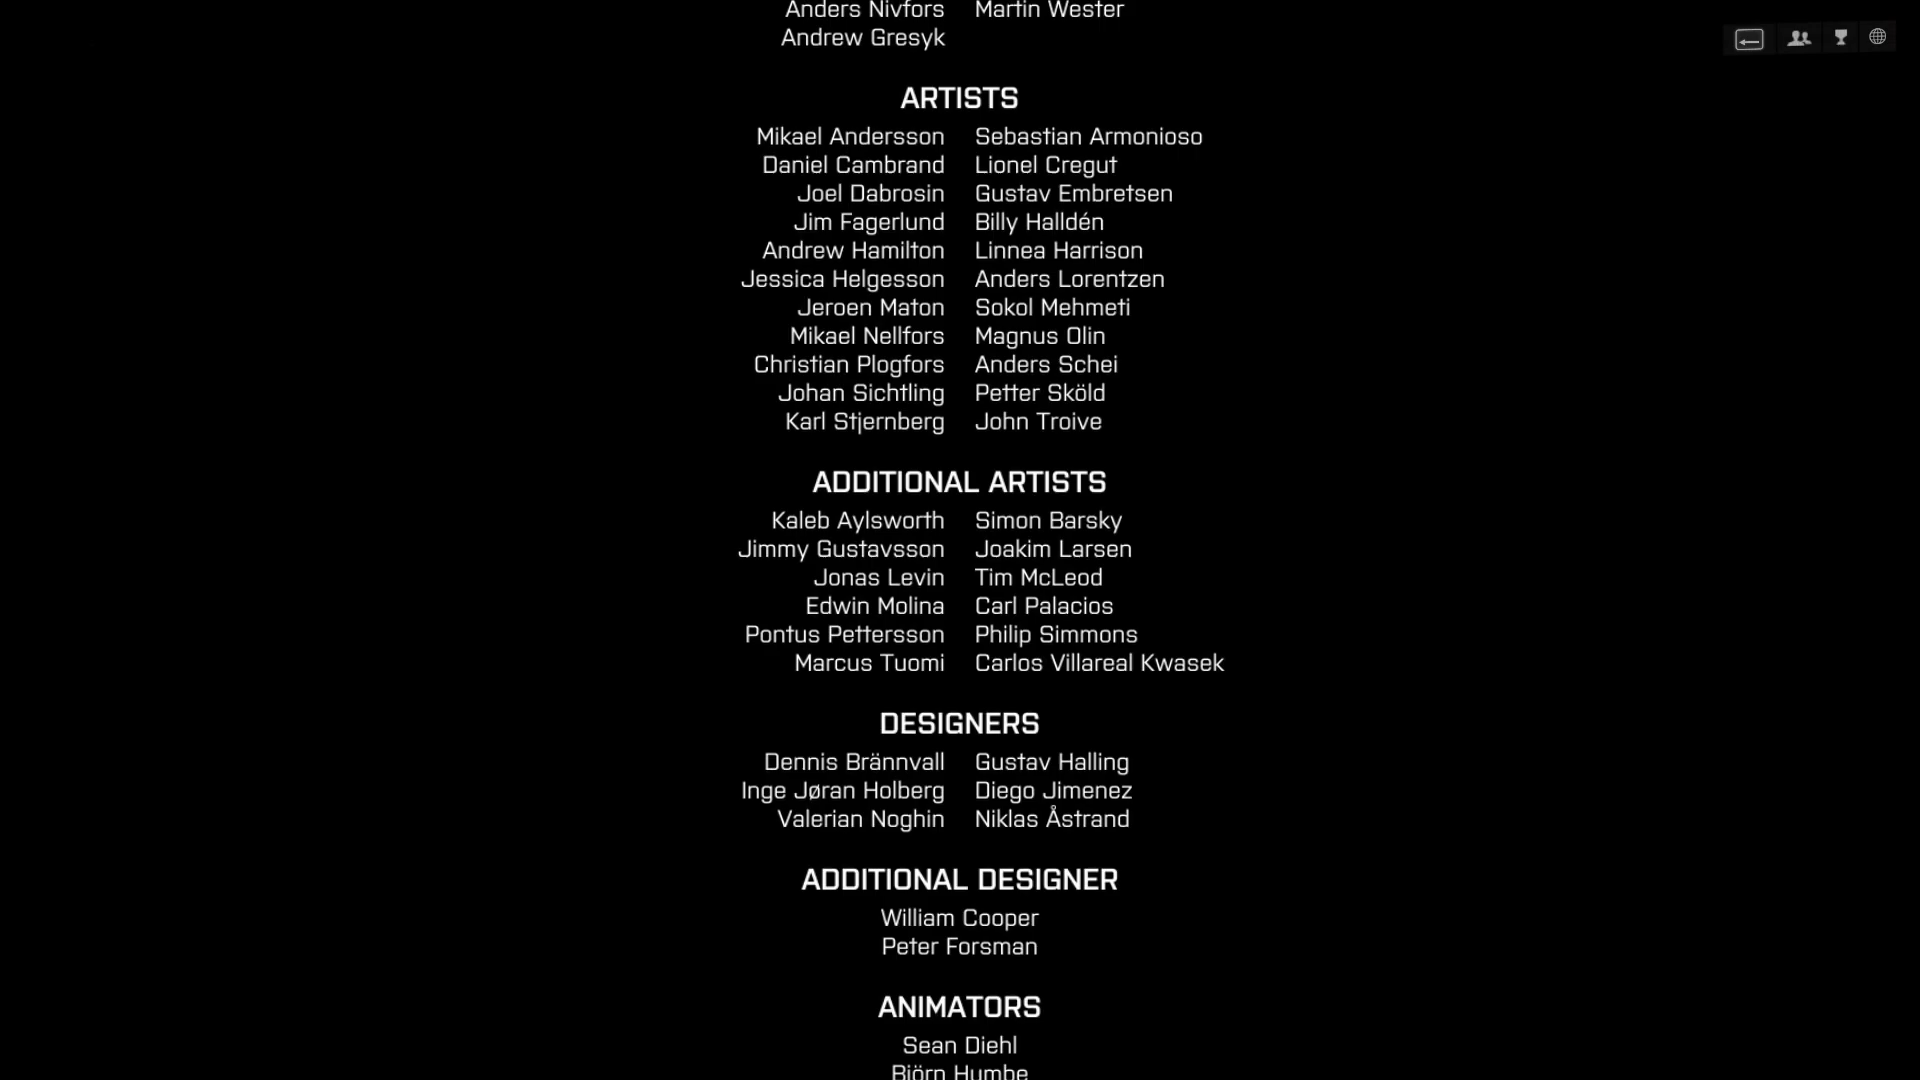 Anders Nivfors Martin Wester
Andrew Gresyk
ARTISTS
Mikael Andersson Sebastian Armonioso
Daniel Cambrand Lionel Cregut
Joel Dabrosin Gustav Embretsen
Jim Fagerlund Billy Halldén
Andrew Hamilton Linnea Harrison
Jessica Helgesson Anders Lorentzen
Jeroen Maton Sokol Mehmeti
Mikael Nellfors Magnus Olin
Christian Plogfors Anders Schei
Johan Sichtling Petter Sköld
Karl Stjernberg John Troive
ADDITIONAL ARTISTS
Kaleb Aylsworth Simon Barsky
Jimmy Gustavsson Joakim Larsen
Jonas Levin Tim McLeod
Edwin Molina Carl Palacios
Pontus Pettersson Philip Simmons
Marcus Tuomi Carlos Villareal Kwasek
DESIGNERS
Dennis Brännvall Gustav Halling
Inge Jøran Holberg Diego Jimenez
Valerian Noghin Niklas Åstrand
ADDITIONAL DESIGNER
William Cooper
Peter Forsman
ANIMATORS
Sean Diehl
Björn Humbe